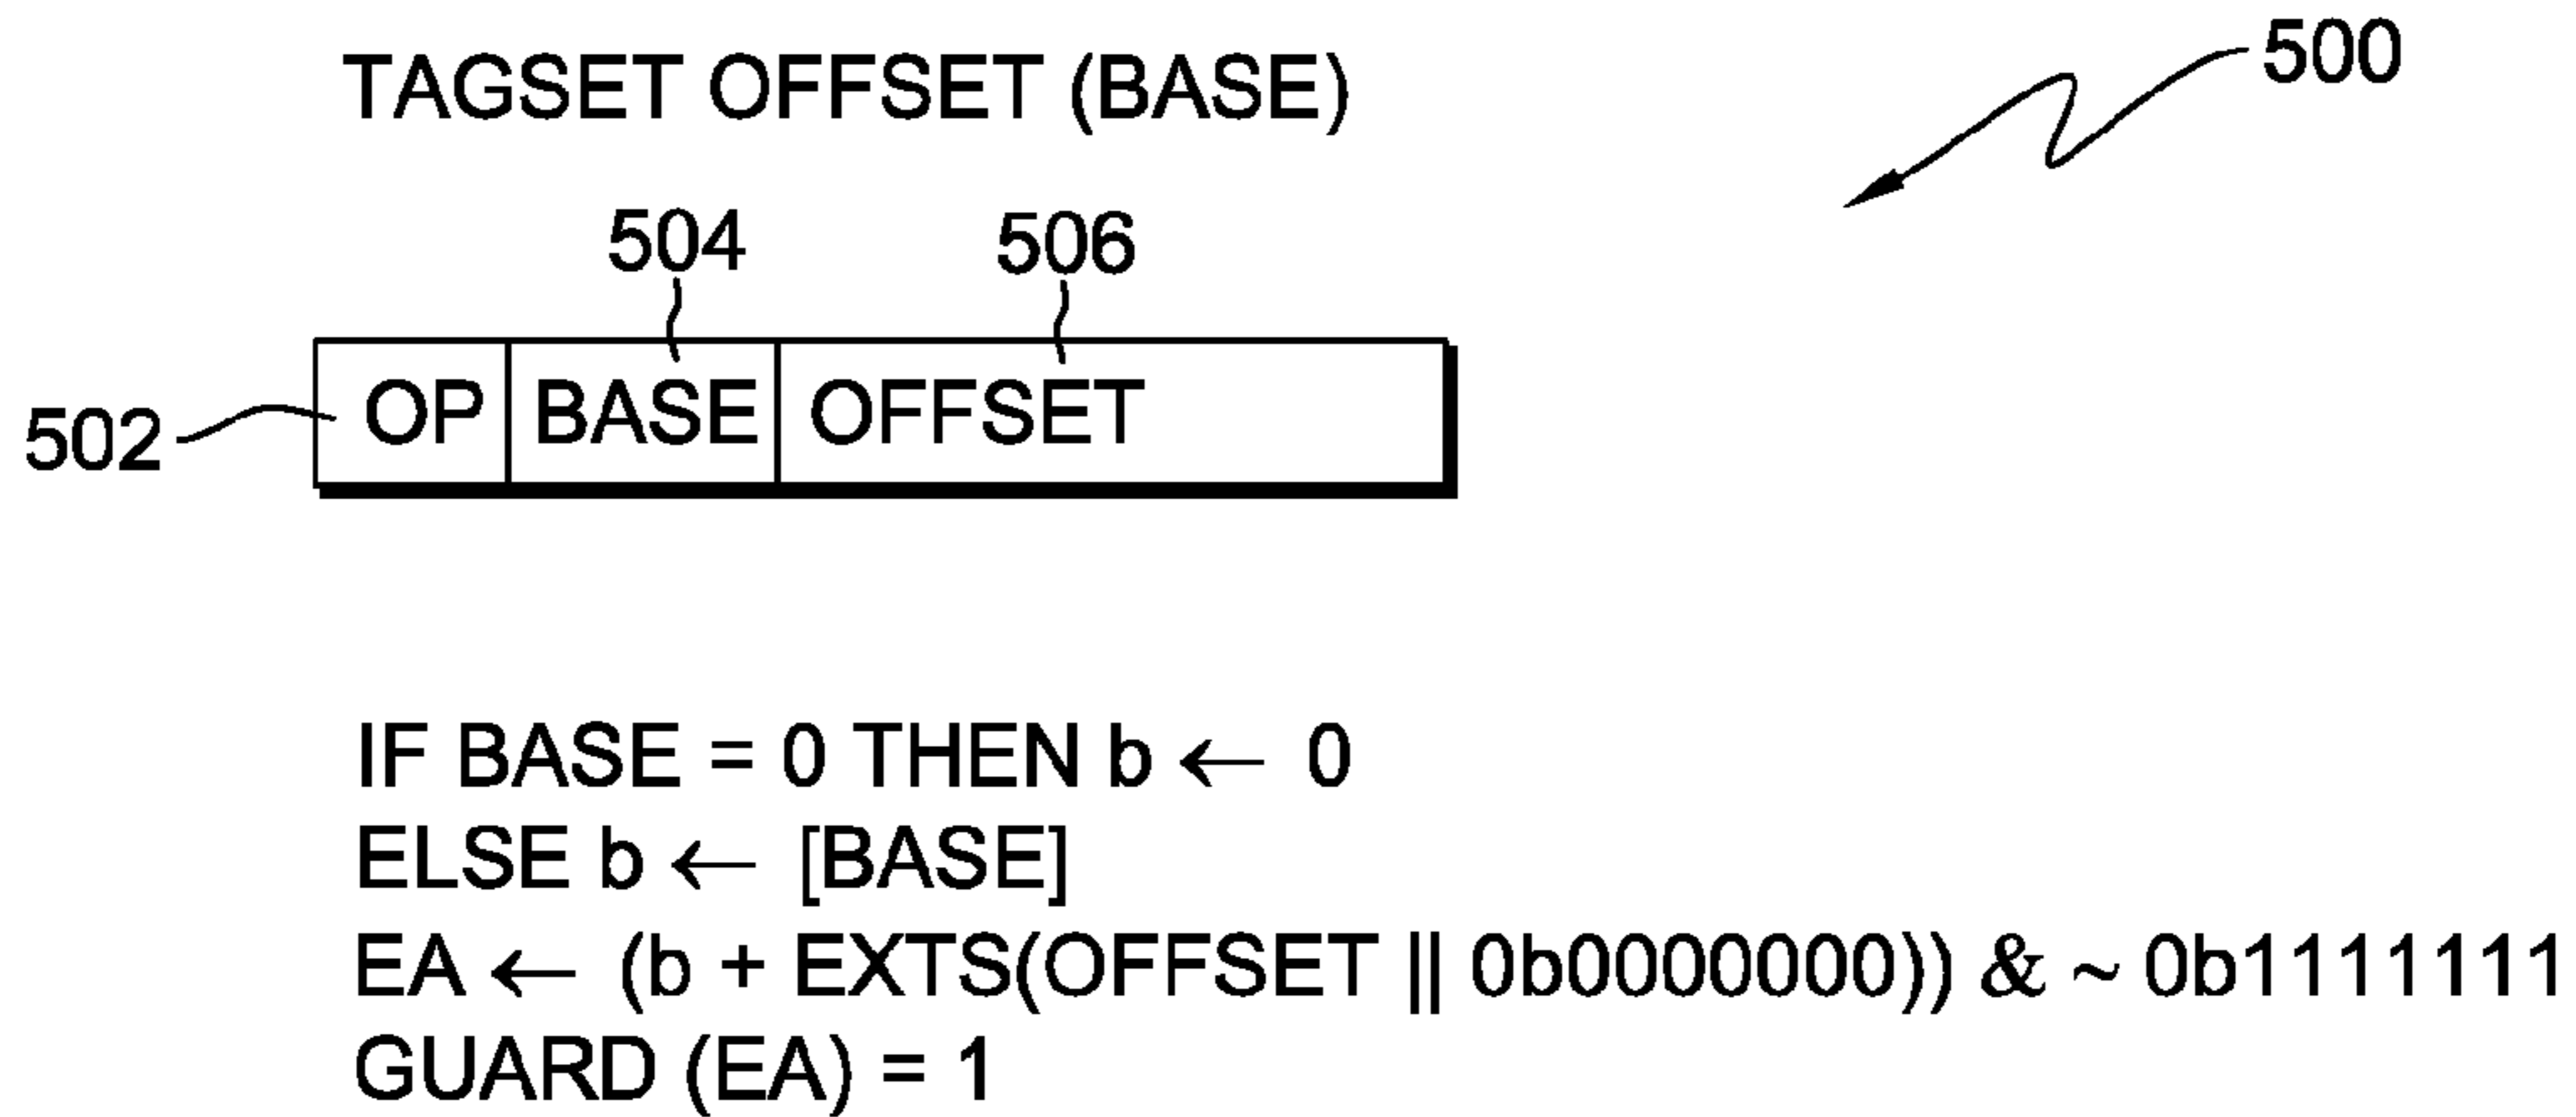 500
TAGSET OFFSET (BASE)
504 506
502 OP BASE OFFSET
IF BASE = 0 THEN b ← 0
ELSE b ← [BASE]
EA ← (b + EXTS(OFFSET || 0b0000000)) & ~ 0b1111111
GUARD (EA) = 1